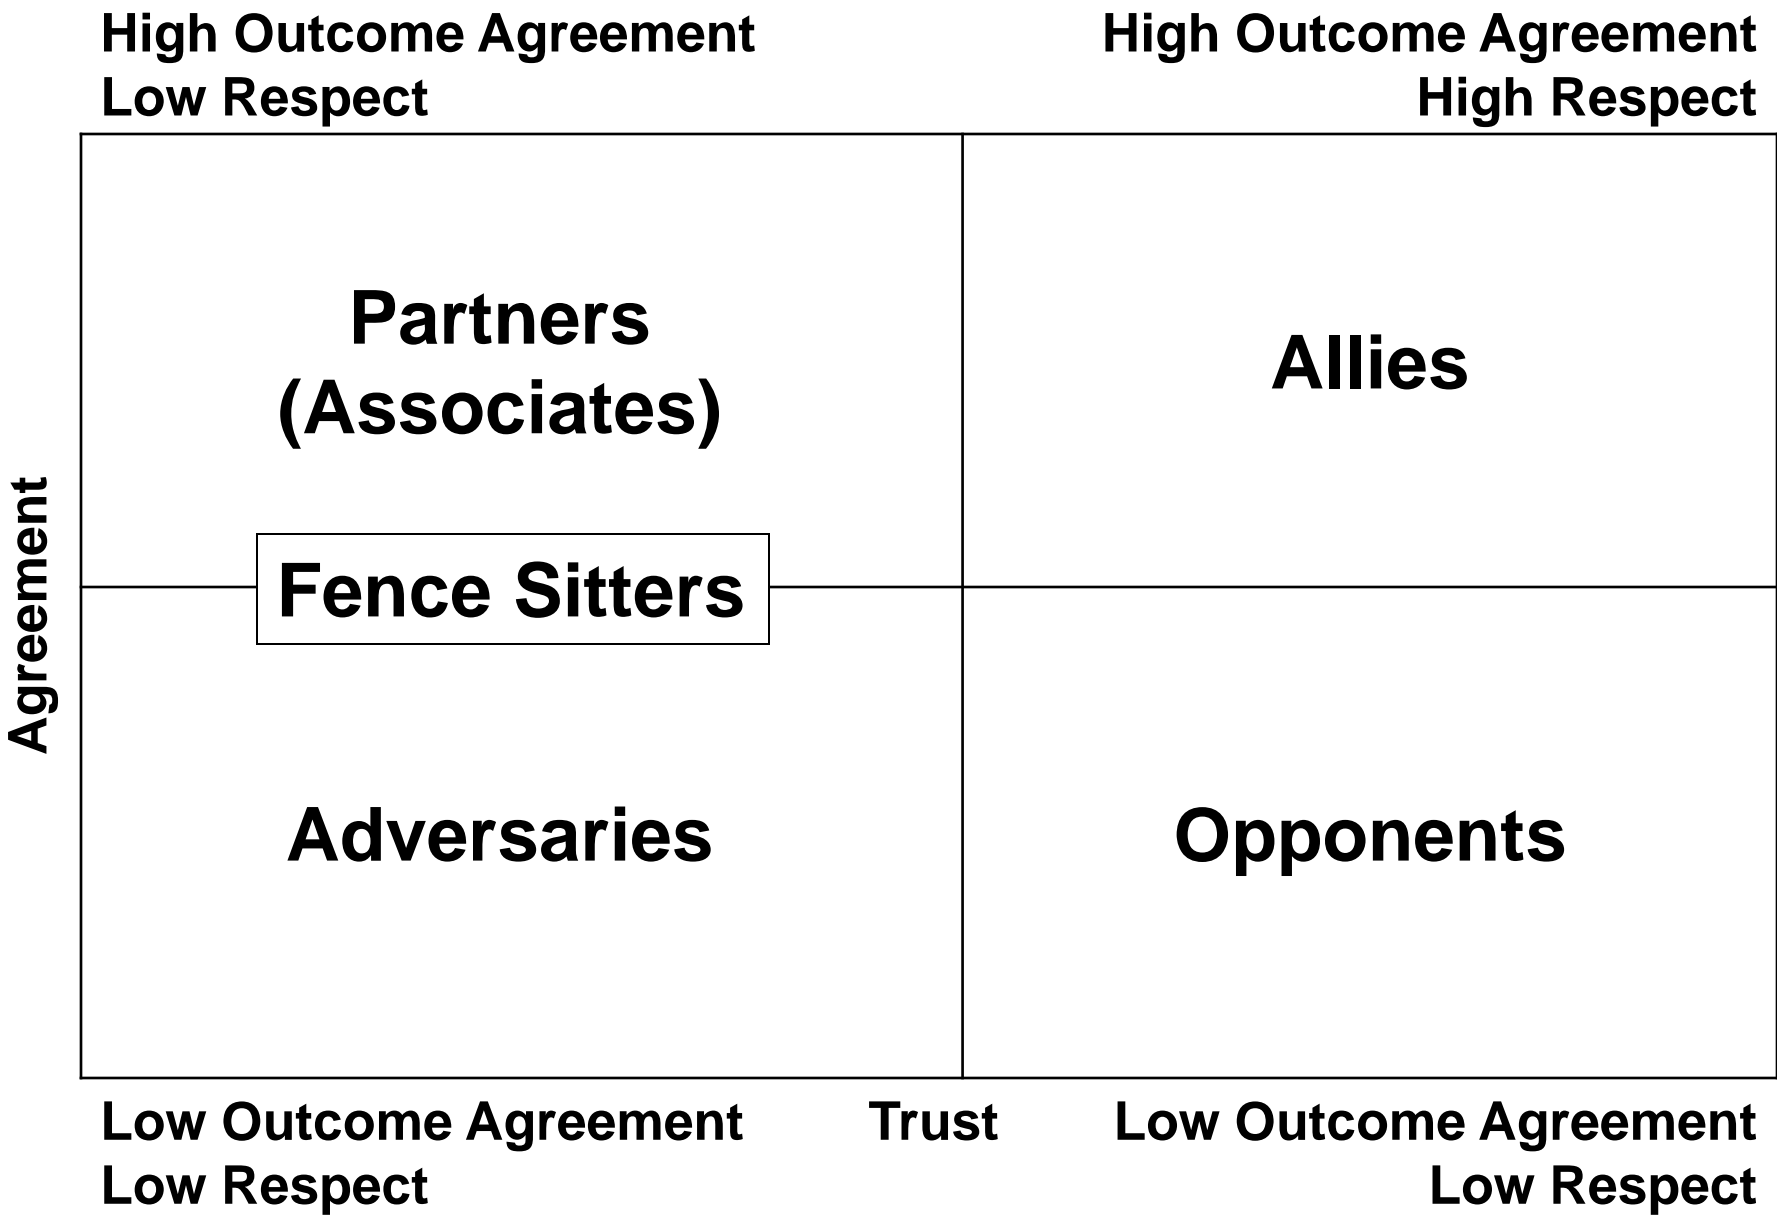 High Outcome Agreement
Low Respect
High Outcome Agreement
High Respect
Partners
(Associates)
Allies
Agreement
Fence Sitters
Adversaries
Opponents
Low Outcome Agreement
Low Respect
Trust
Low Outcome Agreement
Low Respect